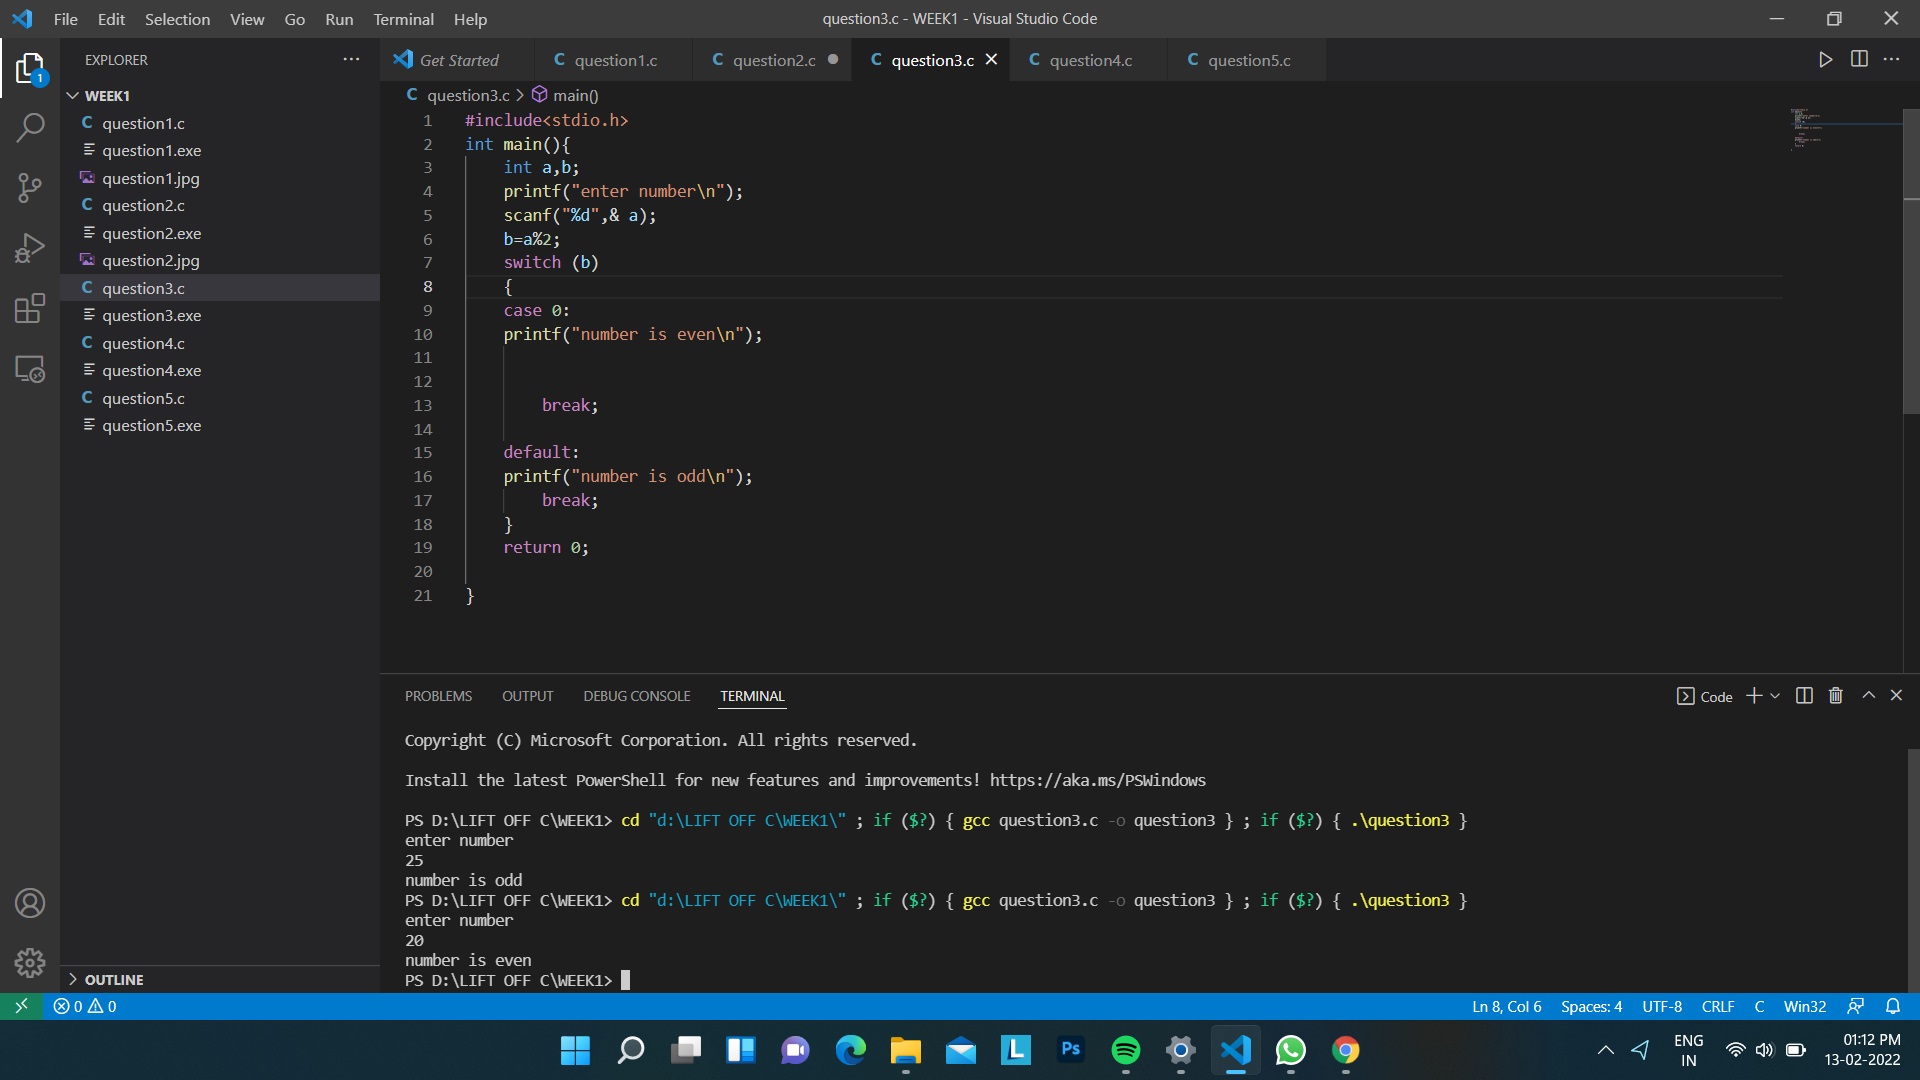 File Edit Selection View Go Run Terminal Help
question3.c - WEEK1 - Visual Studio Code
EXPLORER
Get Started question1.c question2.c question3.c question4.c question5.c
WEEK1
question1.c
question1.exe
question1.jpg
question2.c
question2.exe
question2.jpg
question3.c
question3.exe
question4.c
question4.exe
question5.c
question5.exe
OUTLINE
question3.c > main()
1 #include<stdio.h>
2 int main(){
3 int a,b;
4 printf("enter number\n");
5 scanf("%d",& a);
6 b=a%2;
7 switch (b)
8 {
9 case 0:
10 printf("number is even\n");
11
12
13 break;
14
15 default:
16 printf("number is odd\n");
17 break;
18 }
19 return 0;
20
21 }
PROBLEMS OUTPUT DEBUG CONSOLE TERMINAL
Code
Copyright (C) Microsoft Corporation. All rights reserved.
Install the latest PowerShell for new features and improvements! https://aka.ms/PSWindows
PS D:\LIFT OFF C\WEEK1> cd "d:\LIFT OFF C\WEEK1\" ; if ($?) { gcc question3.c -o question3 } ; if ($?) { .\question3 }
enter number
25
number is odd
PS D:\LIFT OFF C\WEEK1> cd "d:\LIFT OFF C\WEEK1\" ; if ($?) { gcc question3.c -o question3 } ; if ($?) { .\question3 }
enter number
20
number is even
PS D:\LIFT OFF C\WEEK1>
0 0
Ln 8, Col 6 Spaces: 4 UTF-8 CRLF C Win32
1
L
Ps
ENG
IN
01:12 PM
13-02-2022